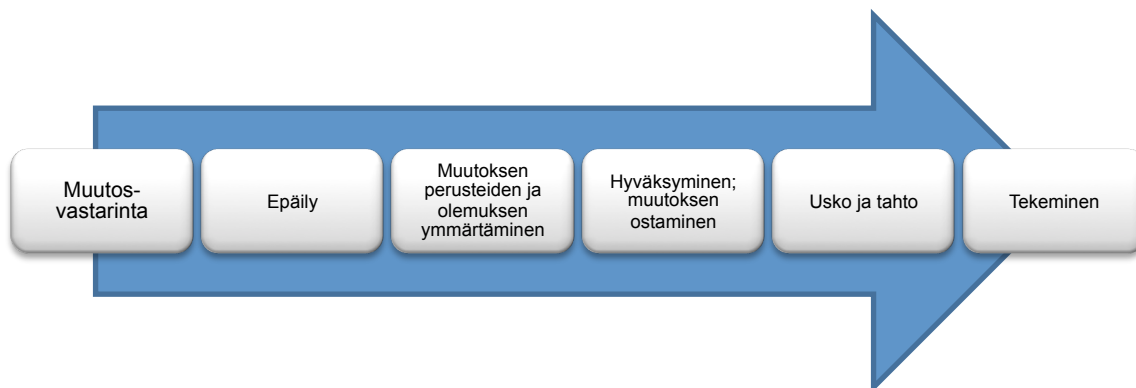 Muutos-
vastarinta
Epäily
Muutoksen
perusteiden ja
olemuksen
ymmärtäminen
Hyväksyminen;
muutoksen
ostaminen
Usko ja tahto
Tekeminen